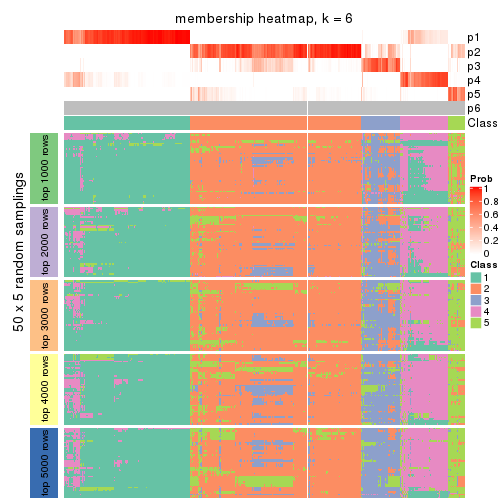 membership heatmap, k = 6
p1
p2
p3
p4
p5
p6
Class
50 x 5 random samplings
top 1000 rows
top 2000 rows
top 3000 rows
top 4000 rows
top 5000 rows
Prob
1
0.8
0.6
0.4
0.2
0
Class
1
2
3
4
5